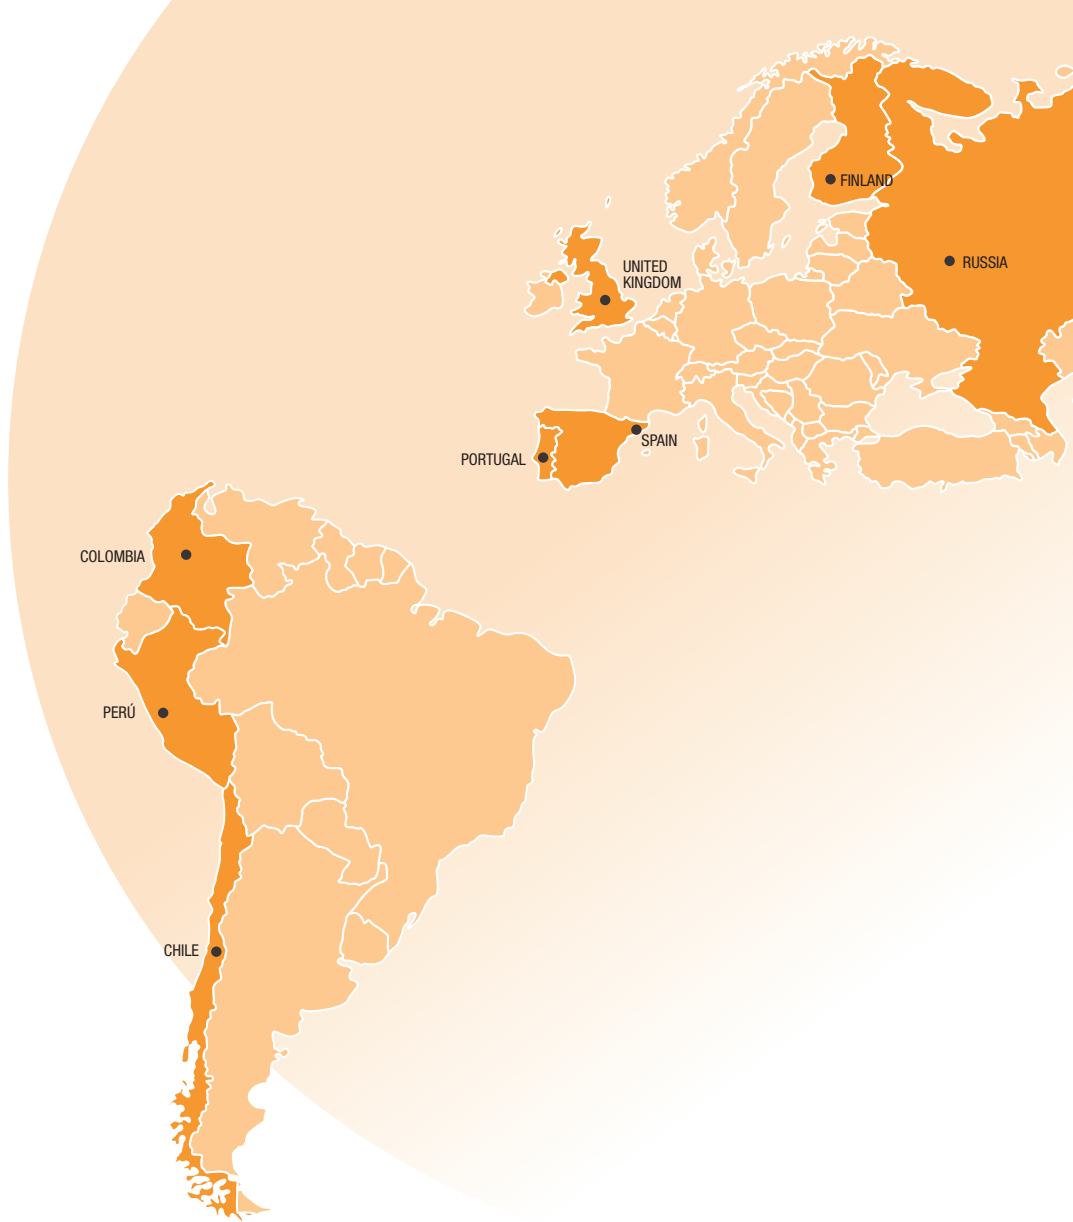 FINLAND
RUSSIA
UNITED
KINGDOM
SPAIN
PORTUGAL
COLOMBIA
PERÚ
CHILE